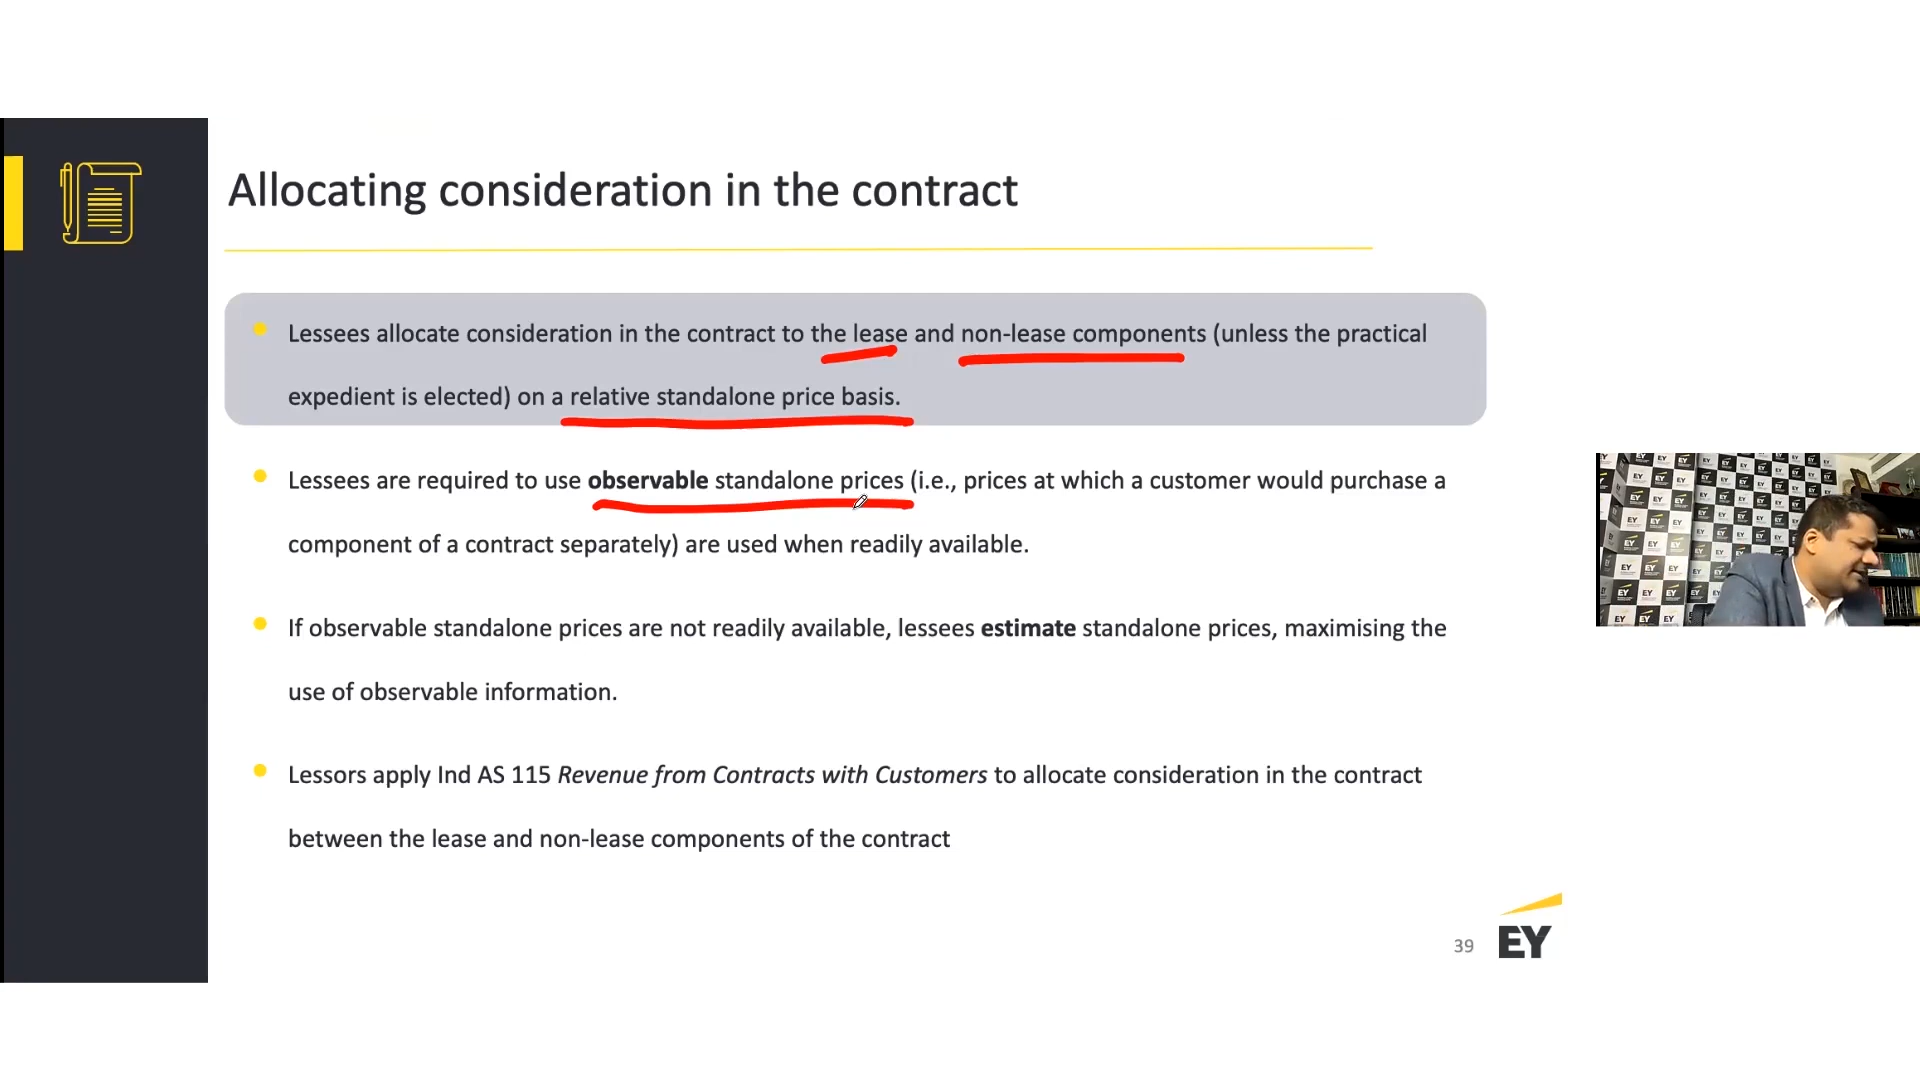 Allocating consideration in the contract
Lessees allocate consideration in the contract to the lease and non-lease components (unless the practical
expedient is elected) on a relative standalone price basis.
Lessees are required to use observable standalone prices (i.e., prices at which a customer would purchase a
component of a contract separately) are used when readily available.
If observable standalone prices are not readily available, lessees estimate standalone prices, maximising the
use of observable information.
Lessors apply Ind AS 115 Revenue from Contracts with Customers to allocate consideration in the contract
between the lease and non-lease components of the contract
39
EY